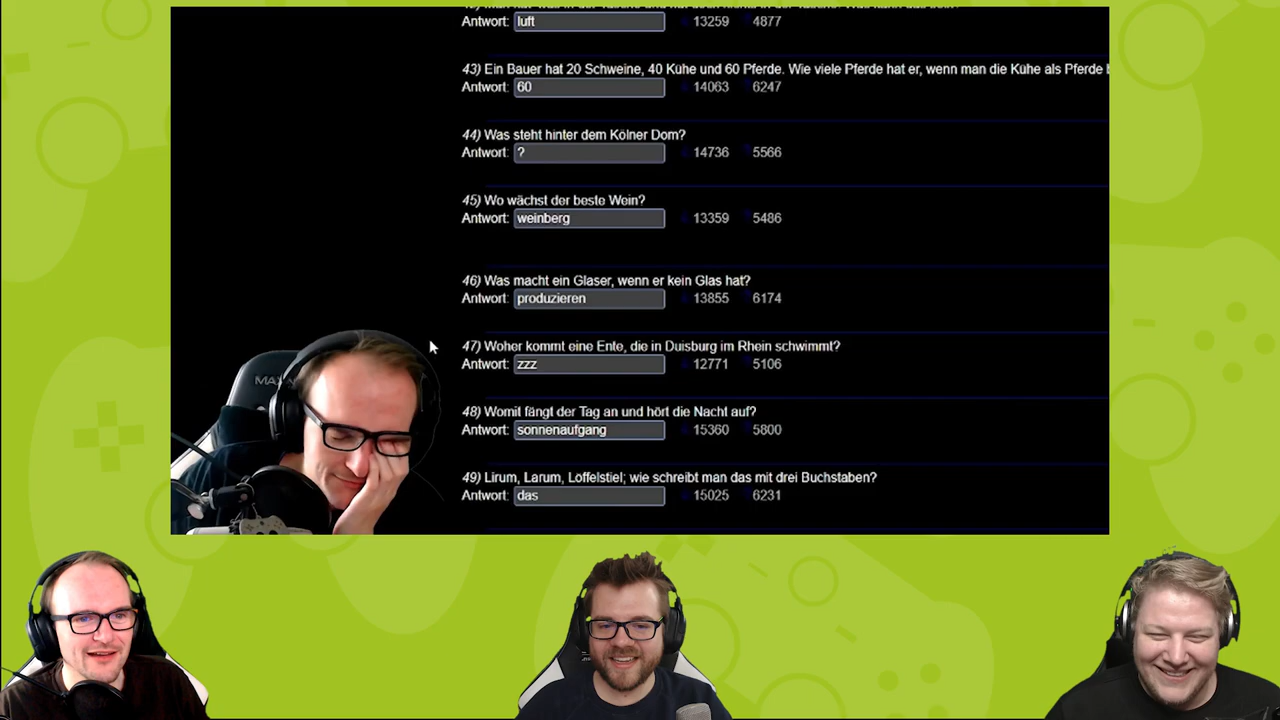 Antwort: luft 13259 4877
43) Ein Bauer hat 20 Schweine, 40 Kühe und 60 Pferde. Wie viele Pferde hat er, wenn man die Kühe als Pferde
Antwort: 60 14063 6247
44) Was steht hinter dem Kölner Dom?
Antwort: ? 14736 5566
45) Wo wächst der beste Wein?
Antwort: weinberg 13359 5486
46) Was macht ein Glaser, wenn er kein Glas hat?
Antwort: produzieren 13855 6174
47) Woher kommt eine Ente, die in Duisburg im Rhein schwimmt?
Antwort: zzz 12771 5106
48) Womit fängt der Tag an und hört die Nacht auf?
Antwort: sonnenaufgang 15360 5800
49) Lirum, Larum, Löffelstiel; wie schreibt man das mit drei Buchstaben?
Antwort: das 15025 6231